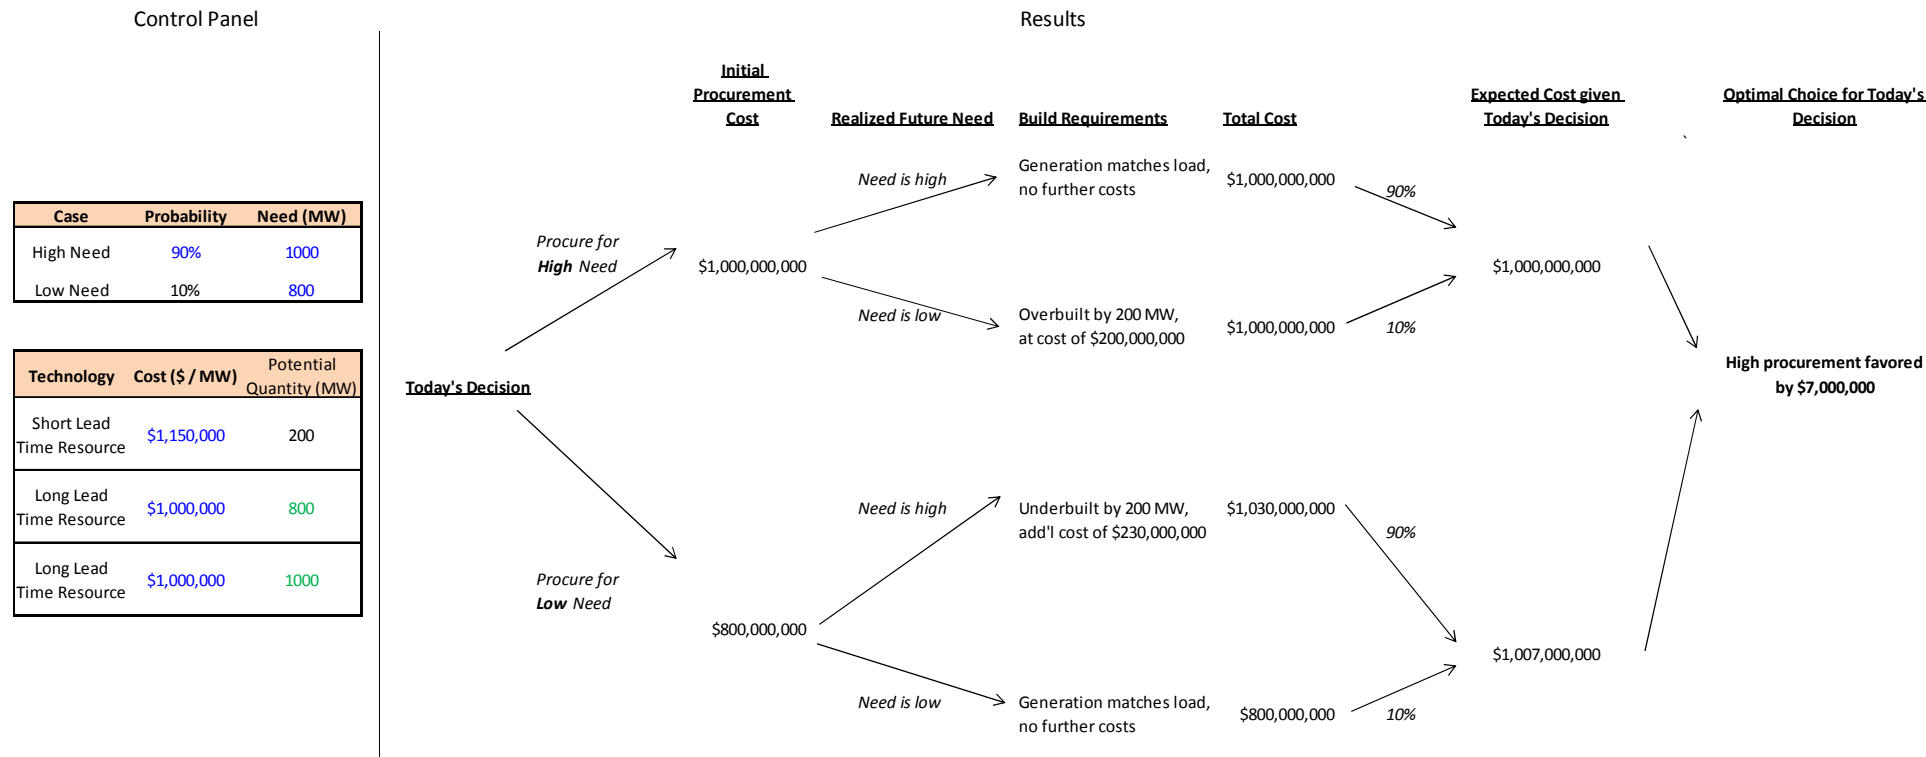 Control Panel
Results
Case Probability Need (MW)
High Need 90% 1000
Low Need 10% 800
Technology Cost ($ / MW) Potential
Quantity (MW)
Short Lead
Time Resource $1,150,000 200
Long Lead
Time Resource $1,000,000 800
Long Lead
Time Resource $1,000,000 1000
Initial
Procurement
Cost
Realized Future Need
Build Requirements
Total Cost
Expected Cost given
Today's Decision
Optimal Choice for Today's
Decision
`
Today's Decision
Procure for
High Need
$1,000,000,000
Need is high
Generation matches load,
no further costs
$1,000,000,000
90%
Need is low
Overbuilt by 200 MW,
at cost of $200,000,000
$1,000,000,000
10%
$1,000,000,000
Procure for
Low Need
$800,000,000
Need is high
Underbuilt by 200 MW,
add'l cost of $230,000,000
$1,030,000,000
90%
Need is low
Generation matches load,
no further costs
$800,000,000
10%
$1,007,000,000
High procurement favored
by $7,000,000